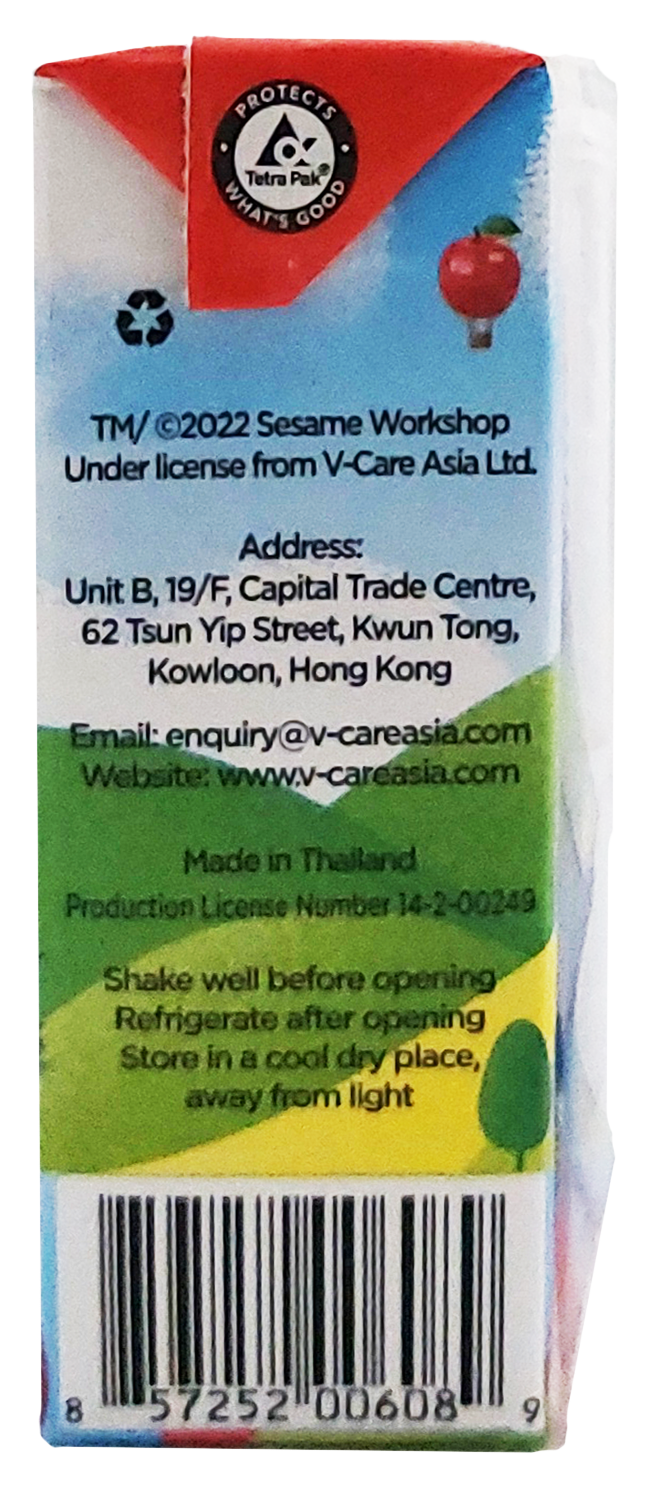 PROTECTS
Tetra Pak®
WHAT'S GOOD
TM/ ©2022 Sesame Workshop
Under license from V-Care Asia Ltd.
Address:
Unit B, 19/F, Capital Trade Centre,
62 Tsun Yip Street, Kwun Tong,
Kowloon, Hong Kong
Email: enquiry@v-careasia.com
Website: www.v-careasia.com
Made in Thailand
Production License Number 14-2-00249
Shake well before opening
Refrigerate after opening
Store in a cool dry place,
away from light
8 57252 00608 9